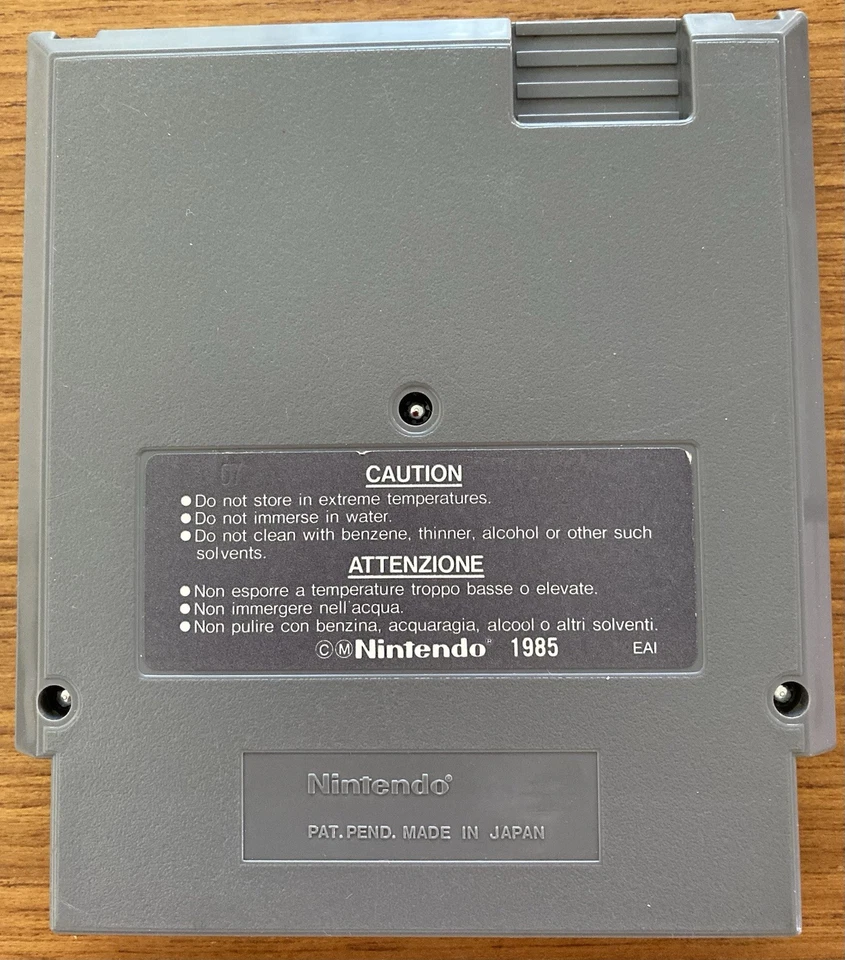 07
CAUTION
●Do not store in extreme temperatures.
●Do not immerse in water.
●Do not clean with benzene, thinner, alcohol or other such
solvents.
ATTENZIONE
●Non esporre a temperature troppo basse o elevate.
●Non immergere nell'acqua.
●Non pulire con benzina, acquaragia, alcool o altri solventi.
ⒸⓂNintendo® 1985 EAI
Nintendo®
PAT. PEND. MADE IN JAPAN